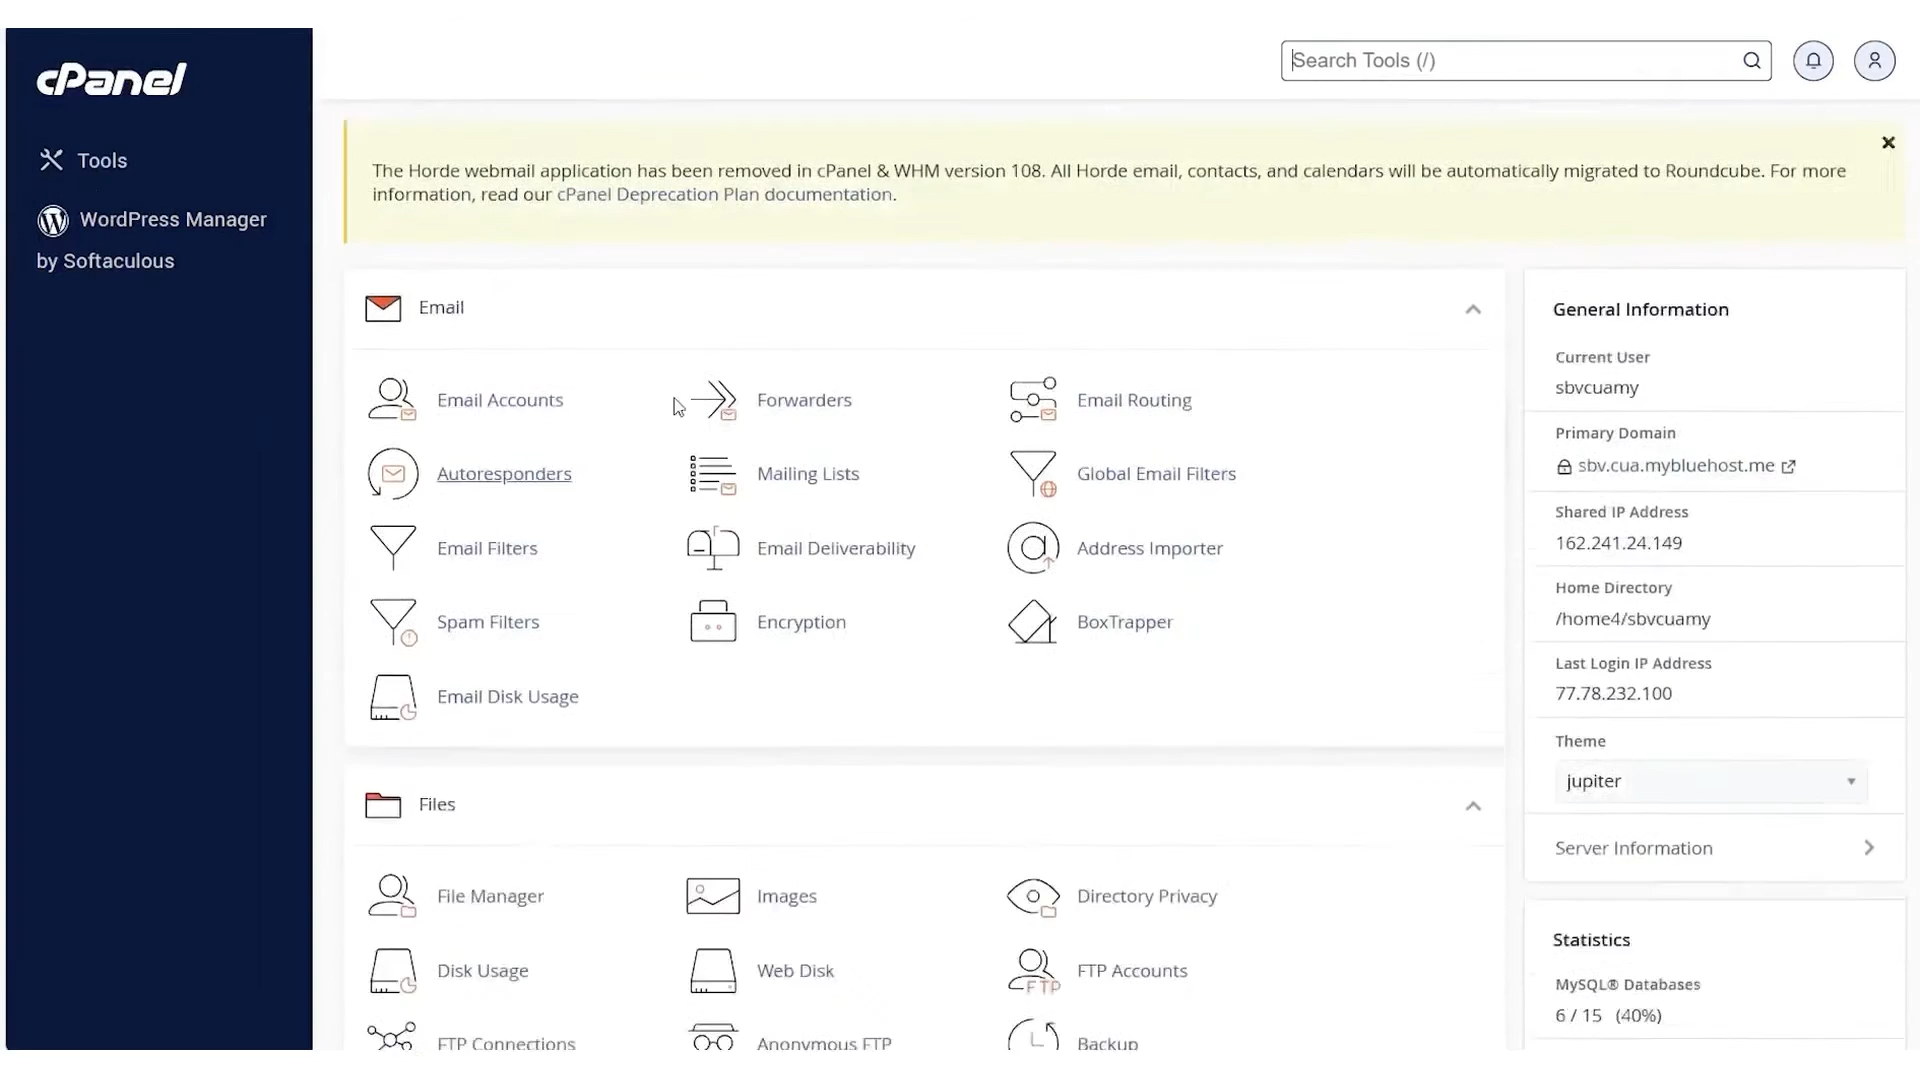 cPanel
Search Tools (/)
Tools
WordPress Manager
by Softaculous
The Horde webmail application has been removed in cPanel & WHM version 108. All Horde email, contacts, and calendars will be automatically migrated to Roundcube. For more
information, read our cPanel Deprecation Plan documentation.
Email
Email Accounts
Forwarders
Email Routing
Autoresponders
Mailing Lists
Global Email Filters
Email Filters
Email Deliverability
Address Importer
Spam Filters
Encryption
BoxTrapper
Email Disk Usage
Files
File Manager
Images
Directory Privacy
Disk Usage
Web Disk
FTP Accounts
FTP
FTP Connections
Anonymous FTP
Backup
General Information
Current User
sbvcuamy
Primary Domain
sbv.cua.mybluehost.me
Shared IP Address
162.241.24.149
Home Directory
/home4/sbvcuamy
Last Login IP Address
77.78.232.100
Theme
jupiter
Server Information
Statistics
MySQL® Databases
6 / 15 (40%)